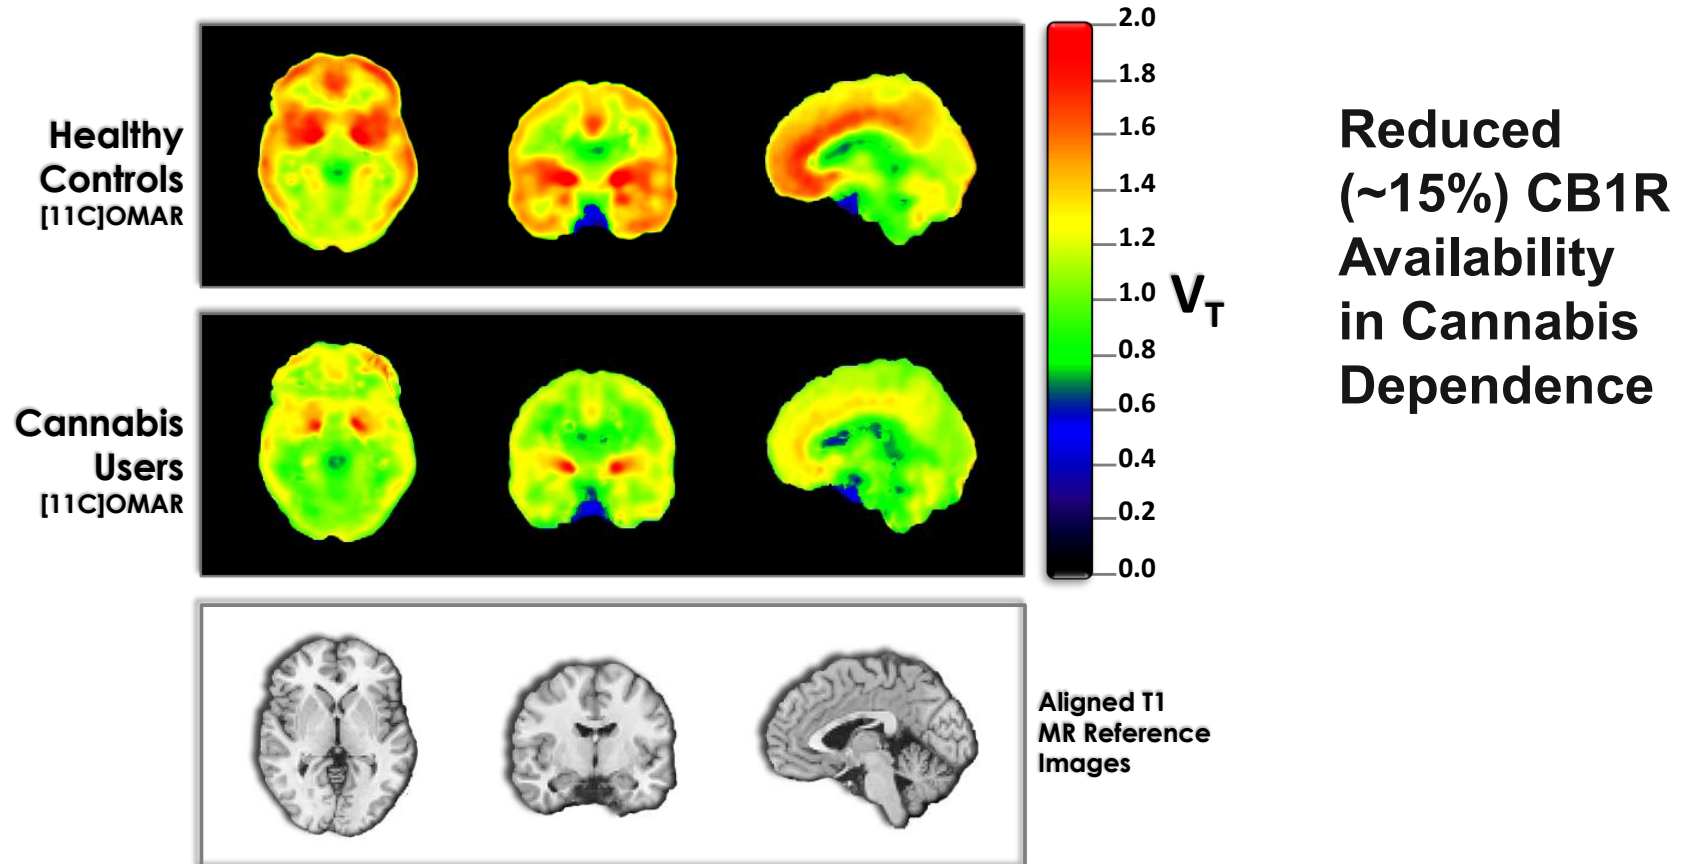 Healthy
Controls
[11C]OMAR
2.0
1.8
1.6
1.4
1.2
1.0
0.8
0.6
0.4
0.2
0.0
VT
Reduced
(~15%) CB1R
Availability
in Cannabis
Dependence
Cannabis
Users
[11C]OMAR
Aligned T1
MR Reference
Images